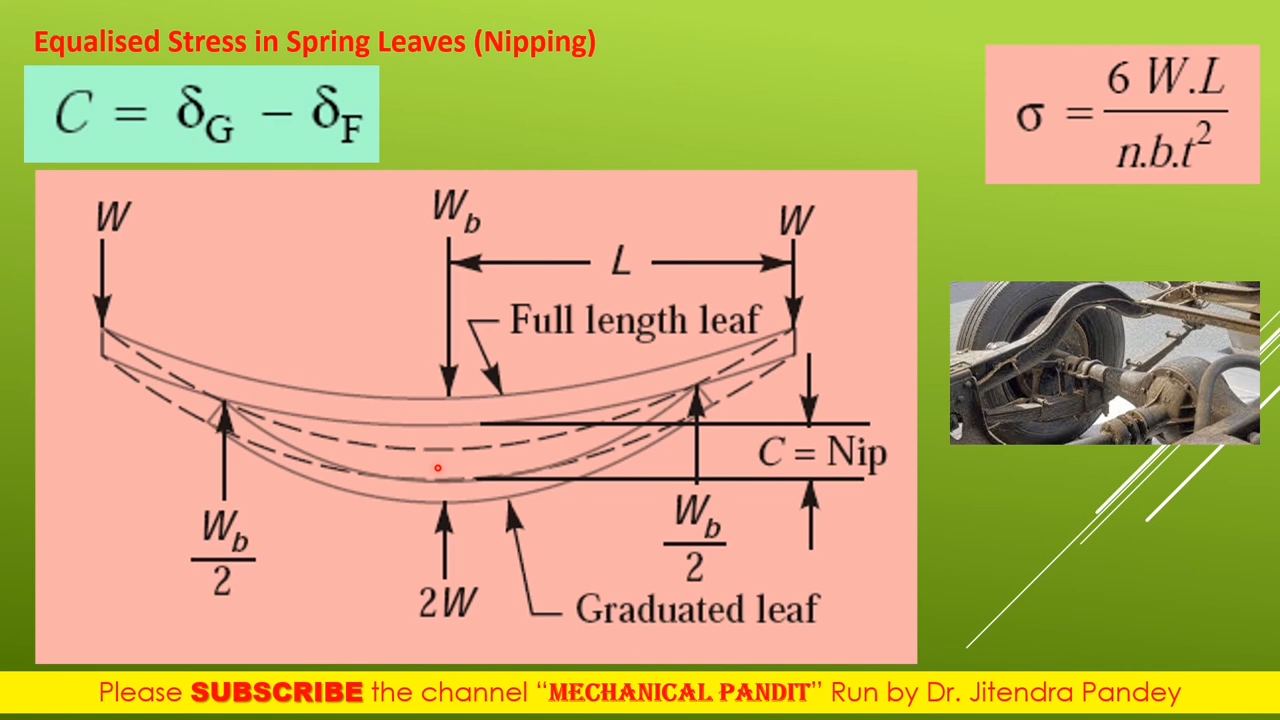 Equalised Stress in Spring Leaves (Nipping)
C = δG − δF
σ = 6 W.L / n.b.t²
W
Wb
W
L
Full length leaf
C = Nip
Wb/2
2W
Wb/2
Graduated leaf
Please SUBSCRIBE the channel “MECHANICAL PANDIT” Run by Dr. Jitendra Pandey